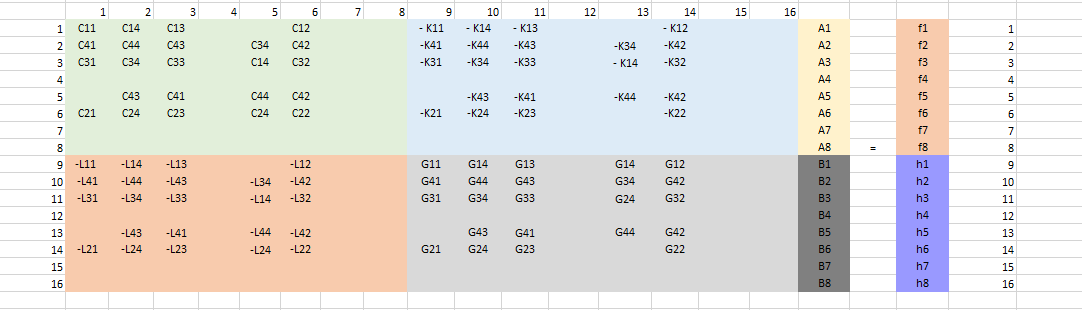 1 2 3 4 5 6 7 8 9 10 11 12 13 14 15 16
1 C11 C14 C13 C12 - K11 - K14 - K13 - K12 A1 f1 1
2 C41 C44 C43 C34 C42 -K41 -K44 -K43 -K34 -K42 A2 f2 2
3 C31 C34 C33 C14 C32 -K31 -K34 -K33 - K14 -K32 A3 f3 3
4 A4 f4 4
5 C43 C41 C44 C42 -K43 -K41 -K44 -K42 A5 f5 5
6 C21 C24 C23 C24 C22 -K21 -K24 -K23 -K22 A6 f6 6
7 A7 f7 7
8 A8 = f8 8
9 -L11 -L14 -L13 -L12 G11 G14 G13 G14 G12 B1 h1 9
10 -L41 -L44 -L43 -L34 -L42 G41 G44 G43 G34 G42 B2 h2 10
11 -L31 -L34 -L33 -L14 -L32 G31 G34 G33 G24 G32 B3 h3 11
12 B4 h4 12
13 -L43 -L41 -L44 -L42 G43 G41 G44 G42 B5 h5 13
14 -L21 -L24 -L23 -L24 -L22 G21 G24 G23 G22 B6 h6 14
15 B7 h7 15
16 B8 h8 16